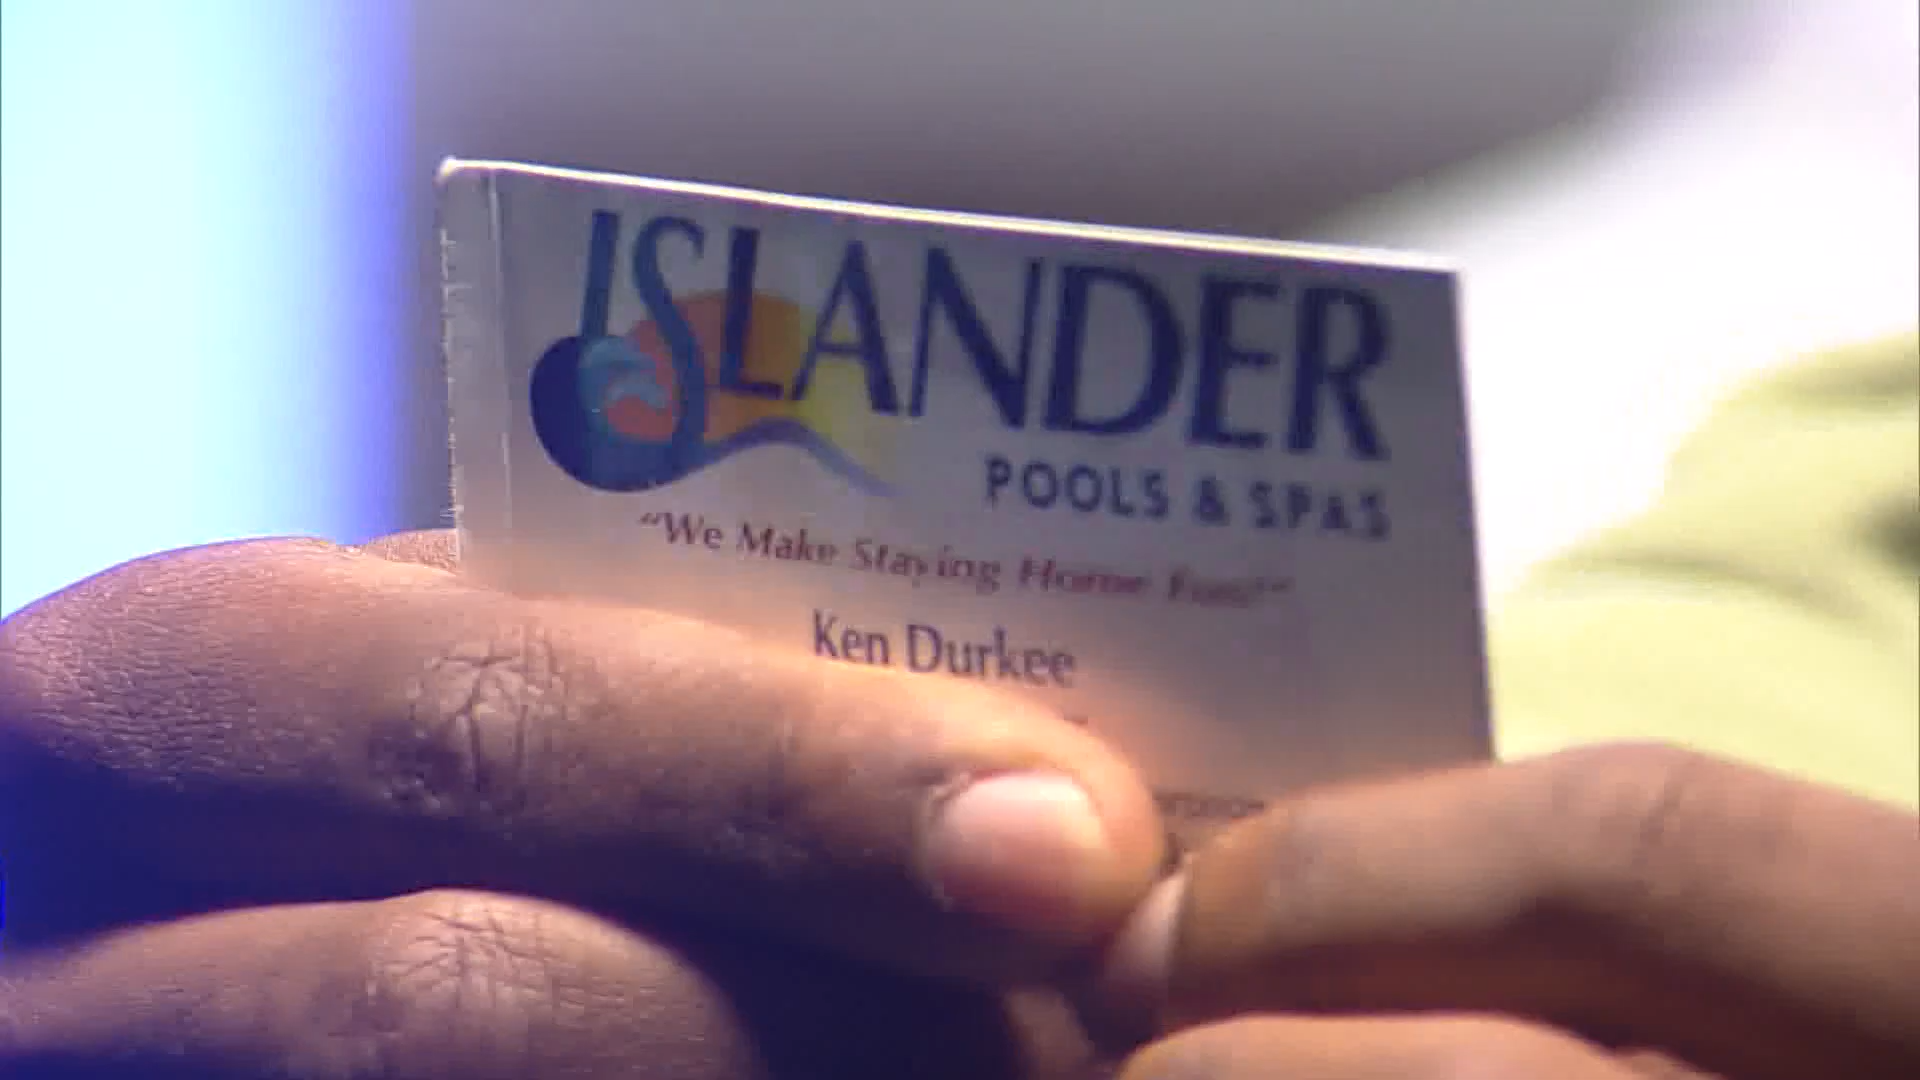 ISLANDER
POOLS & SPAS
“We Make Staying Home Fun!”
Ken Durkee